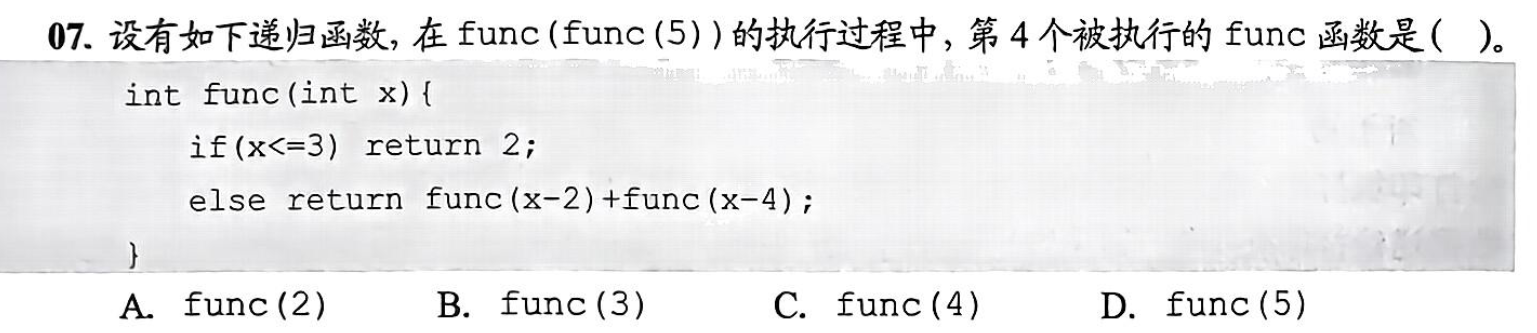 07. 设有如下递归函数, 在 func(func(5))的执行过程中, 第 4 个被执行的 func 函数是( )。
int func(int x){
if(x<=3) return 2;
else return func(x-2)+func(x-4);
}
A. func(2) B. func(3) C. func(4) D. func(5)